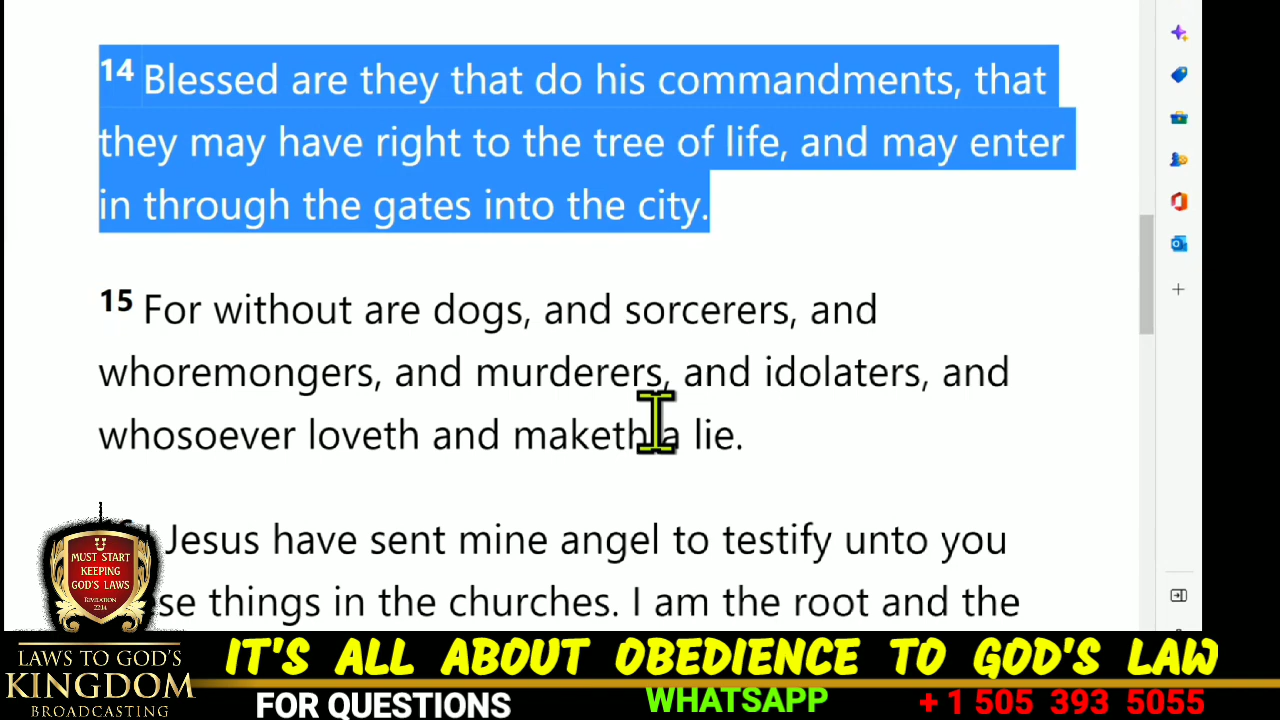 14 Blessed are they that do his commandments, that
they may have right to the tree of life, and may enter
in through the gates into the city.
15 For without are dogs, and sorcerers, and
whoremongers, and murderers, and idolaters, and
whosoever loveth and maketh a lie.
I Jesus have sent mine angel to testify unto you
se things in the churches. I am the root and the
U
MUST START
KEEPING
GOD'S LAWS
REVELATION
22:14
LAWS TO GOD'S
KINGDOM
BROADCASTING
IT'S ALL ABOUT OBEDIENCE TO GOD'S LAW
FOR QUESTIONS WHATSAPP + 1 505 393 5055